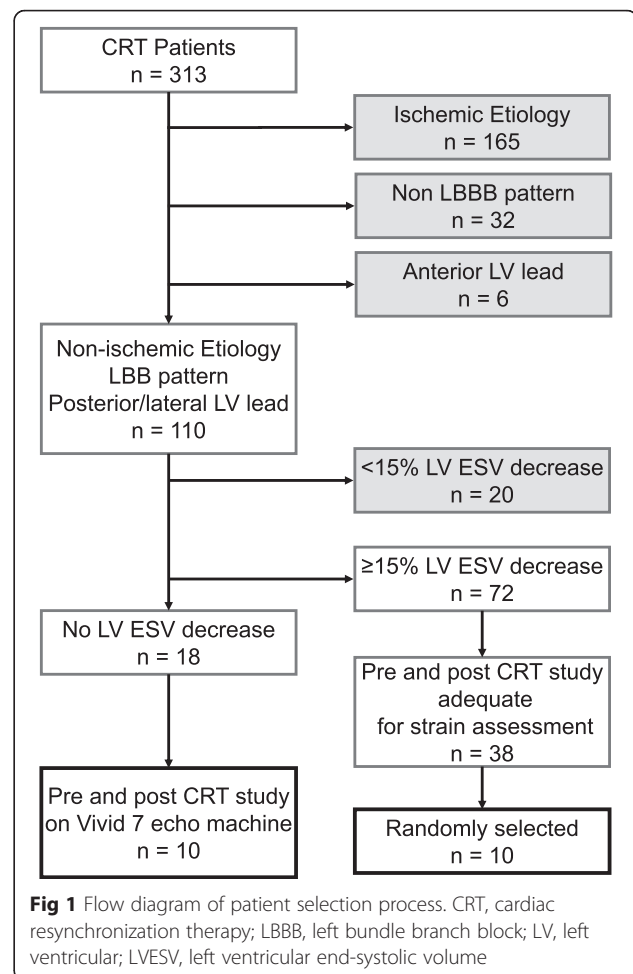 CRT Patients
n = 313
Ischemic Etiology
n = 165
Non LBBB pattern
n = 32
Anterior LV lead
n = 6
Non-ischemic Etiology
LBB pattern
Posterior/lateral LV lead
n = 110
<15% LV ESV decrease
n = 20
≥15% LV ESV decrease
n = 72
No LV ESV decrease
n = 18
Pre and post CRT study
adequate
for strain assessment
n = 38
Pre and post CRT study
on Vivid 7 echo machine
n = 10
Randomly selected
n = 10
Fig 1 Flow diagram of patient selection process. CRT, cardiac
resynchronization therapy; LBBB, left bundle branch block; LV, left
ventricular; LVESV, left ventricular end-systolic volume